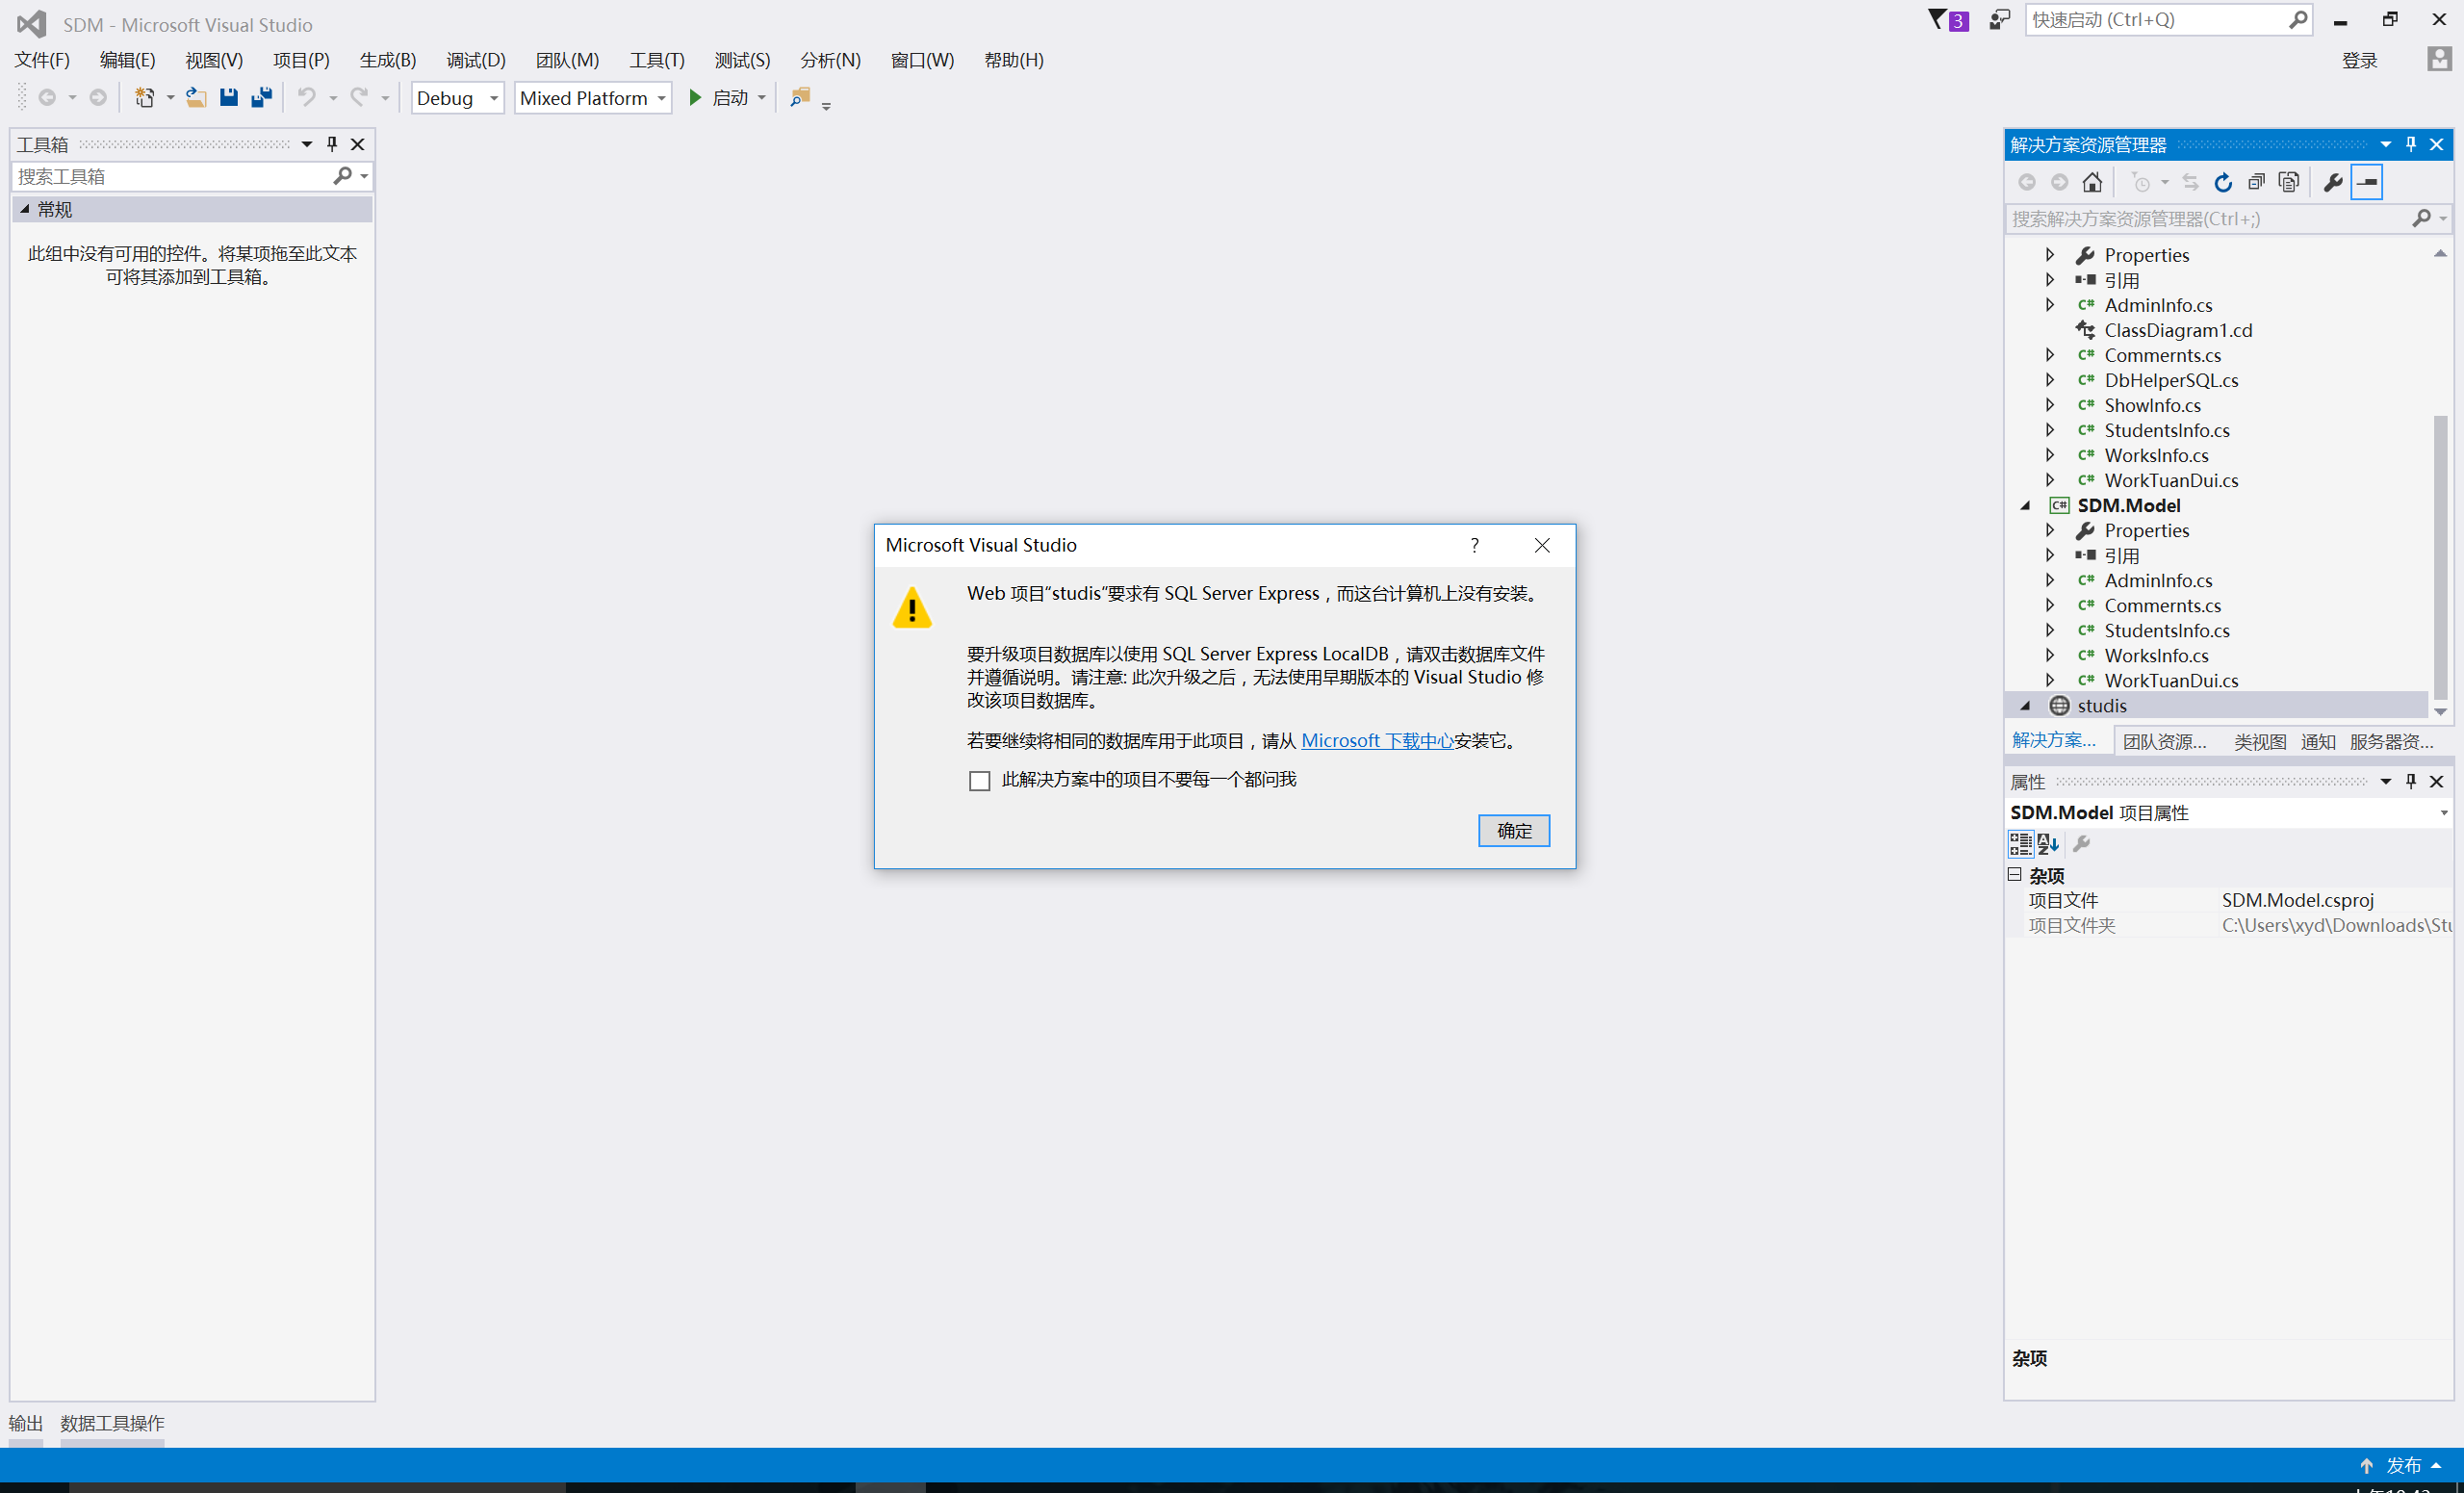 SDM - Microsoft Visual Studio
3
快速启动 (Ctrl+Q)
文件(F) 编辑(E) 视图(V) 项目(P) 生成(B) 调试(D) 团队(M) 工具(T) 测试(S) 分析(N) 窗口(W) 帮助(H)
登录
Debug
Mixed Platform
启动
工具箱
搜索工具箱
常规
此组中没有可用的控件。将某项拖至此文本
可将其添加到工具箱。
Microsoft Visual Studio
?
Web 项目“studis”要求有 SQL Server Express，而这台计算机上没有安装。
要升级项目数据库以使用 SQL Server Express LocalDB，请双击数据库文件
并遵循说明。请注意: 此次升级之后，无法使用早期版本的 Visual Studio 修
改该项目数据库。
若要继续将相同的数据库用于此项目，请从 Microsoft 下载中心安装它。
此解决方案中的项目不要每一个都问我
确定
解决方案资源管理器
搜索解决方案资源管理器(Ctrl+;)
Properties
引用
C# AdminInfo.cs
ClassDiagram1.cd
C# Commernts.cs
C# DbHelperSQL.cs
C# ShowInfo.cs
C# StudentsInfo.cs
C# WorksInfo.cs
C# WorkTuanDui.cs
C# SDM.Model
Properties
引用
C# AdminInfo.cs
C# Commernts.cs
C# StudentsInfo.cs
C# WorksInfo.cs
C# WorkTuanDui.cs
studis
解决方案... 团队资源... 类视图 通知 服务器资...
属性
SDM.Model 项目属性
杂项
项目文件 SDM.Model.csproj
项目文件夹 C:\Users\xyd\Downloads\Stu
杂项
输出 数据工具操作
发布